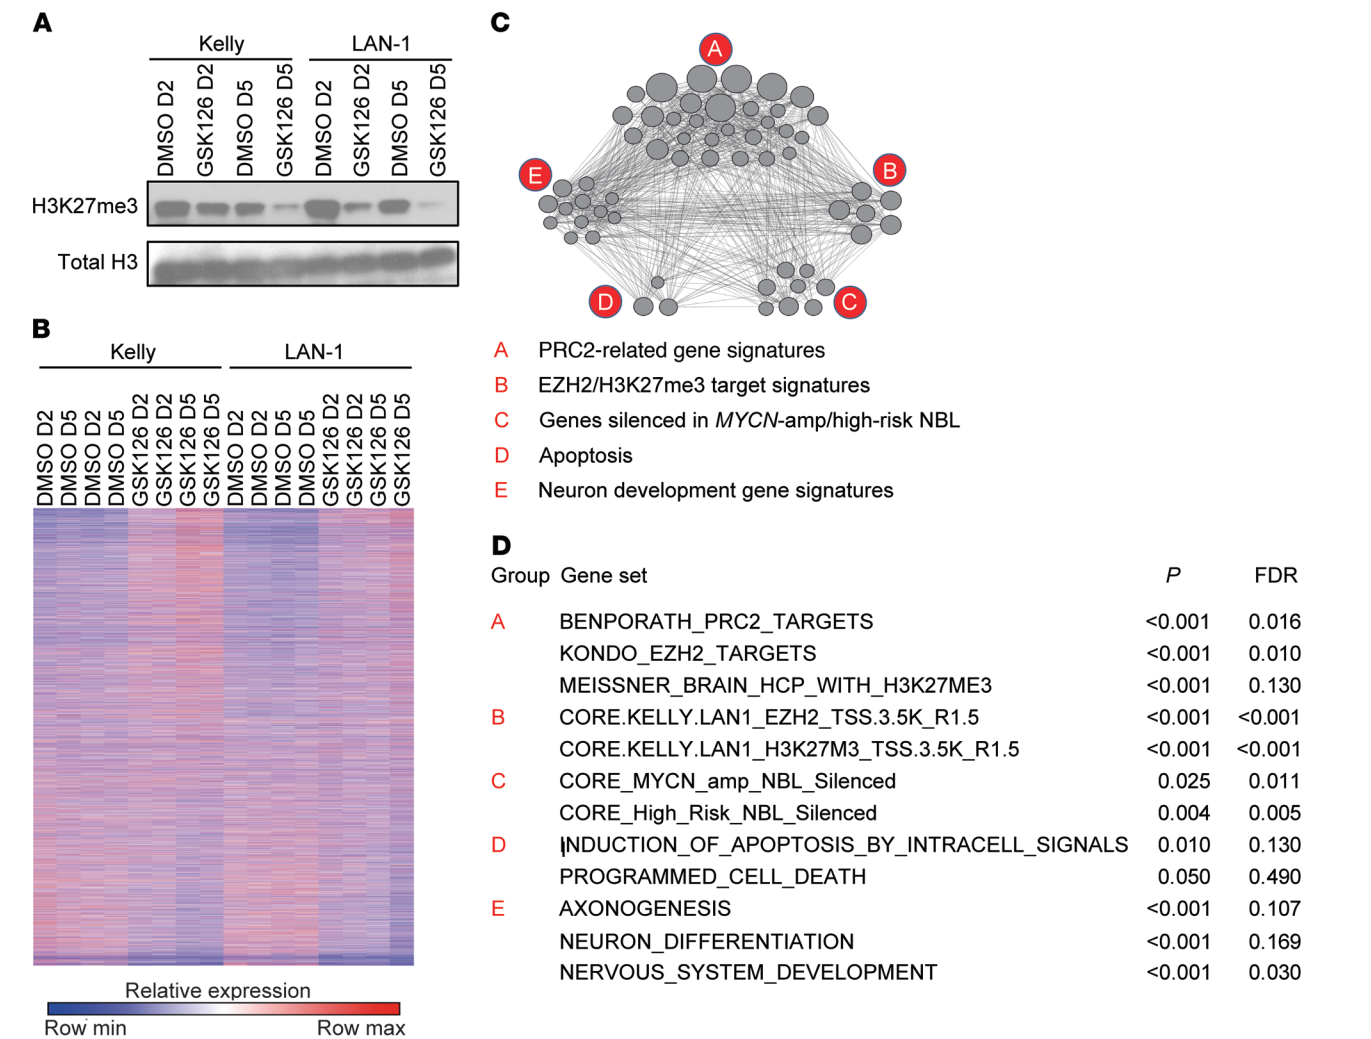 A
Kelly LAN-1
DMSO D2
GSK126 D2
DMSO D5
GSK126 D5
DMSO D2
GSK126 D2
DMSO D5
GSK126 D5
H3K27me3
Total H3
B
Kelly LAN-1
DMSO D2
DMSO D5
DMSO D2
DMSO D5
GSK126 D2
GSK126 D2
GSK126 D5
GSK126 D5
DMSO D2
DMSO D2
DMSO D5
DMSO D5
GSK126 D2
GSK126 D2
GSK126 D5
GSK126 D5
Relative expression
Row min Row max
C
A
E
B
D
C
A PRC2-related gene signatures
B EZH2/H3K27me3 target signatures
C Genes silenced in MYCN-amp/high-risk NBL
D Apoptosis
E Neuron development gene signatures
D
Group Gene set P FDR
A BENPORATH_PRC2_TARGETS <0.001 0.016
KONDO_EZH2_TARGETS <0.001 0.010
MEISSNER_BRAIN_HCP_WITH_H3K27ME3 <0.001 0.130
B CORE.KELLY.LAN1_EZH2_TSS.3.5K_R1.5 <0.001 <0.001
CORE.KELLY.LAN1_H3K27M3_TSS.3.5K_R1.5 <0.001 <0.001
C CORE_MYCN_amp_NBL_Silenced 0.025 0.011
CORE_High_Risk_NBL_Silenced 0.004 0.005
D INDUCTION_OF_APOPTOSIS_BY_INTRACELL_SIGNALS 0.010 0.130
PROGRAMMED_CELL_DEATH 0.050 0.490
E AXONOGENESIS <0.001 0.107
NEURON_DIFFERENTIATION <0.001 0.169
NERVOUS_SYSTEM_DEVELOPMENT <0.001 0.030